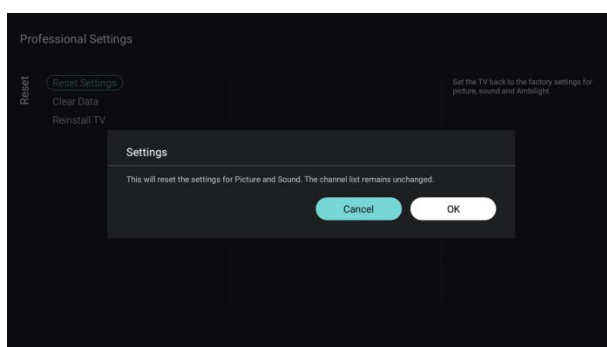 Professional Settings
Reset
Reset Settings
Clear Data
Reinstall TV
Set the TV back to the factory settings for
picture, sound and Ambilight
Settings
This will reset the settings for Picture and Sound. The channel list remains unchanged.
Cancel
OK